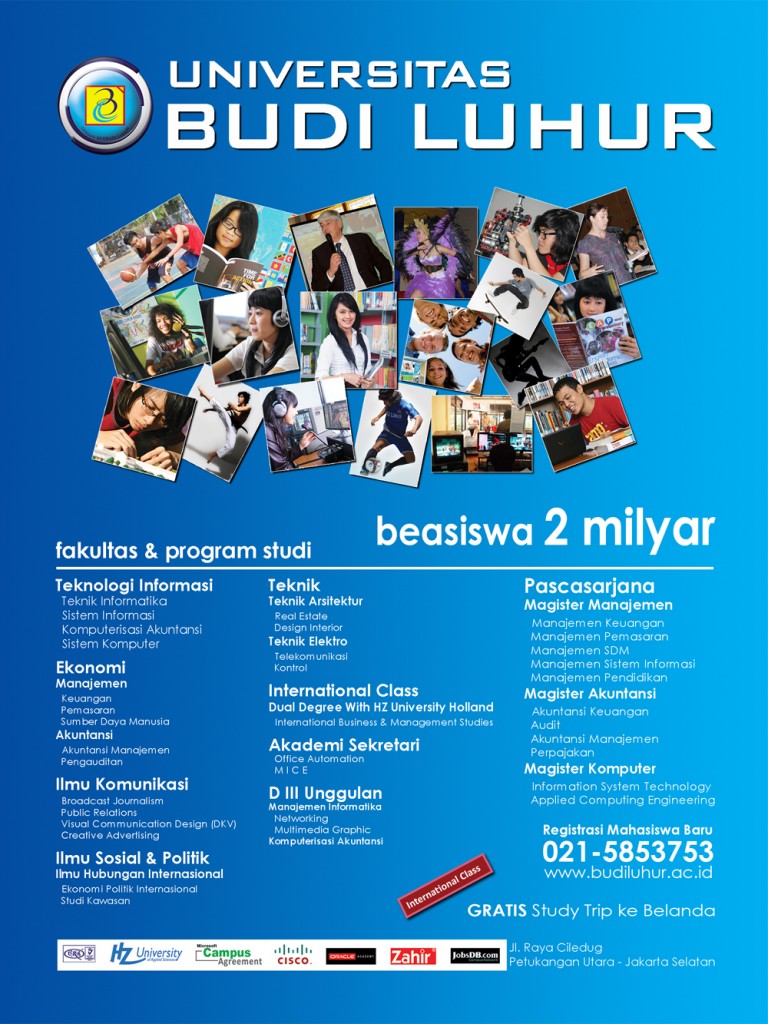 UNIVERSITAS
BUDI LUHUR
TIME FOR
beasiswa 2 milyar
fakultas & program studi
Teknologi Informasi
Teknik Informatika
Sistem Informasi
Komputerisasi Akuntansi
Sistem Komputer
Ekonomi
Manajemen
Keuangan
Pemasaran
Sumber Daya Manusia
Akuntansi
Akuntansi Manajemen
Pengauditan
Ilmu Komunikasi
Broadcast Journalism
Public Relations
Visual Communication Design (DKV)
Creative Advertising
Ilmu Sosial & Politik
Ilmu Hubungan Internasional
Ekonomi Politik Internasional
Studi Kawasan
Teknik
Teknik Arsitektur
Real Estate
Design Interior
Teknik Elektro
Telekomunikasi
Kontrol
International Class
Dual Degree With HZ University Holland
International Business & Management Studies
Akademi Sekretari
Office Automation
M I C E
D III Unggulan
Manajemen Informatika
Networking
Multimedia Graphic
Komputerisasi Akuntansi
Pascasarjana
Magister Manajemen
Manajemen Keuangan
Manajemen Pemasaran
Manajemen SDM
Manajemen Sistem Informasi
Manajemen Pendidikan
Magister Akuntansi
Akuntansi Keuangan
Audit
Akuntansi Manajemen
Perpajakan
Magister Komputer
Information System Technology
Applied Computing Engineering
Registrasi Mahasiswa Baru
021-5853753
www.budiluhur.ac.id
International Class
GRATIS Study Trip ke Belanda
HZ University
of Applied Sciences
Microsoft
Campus
Agreement
CISCO.
ORACLE ACADEMY
Zahir
JobsDB.com
Jl. Raya Ciledug
Petukangan Utara - Jakarta Selatan